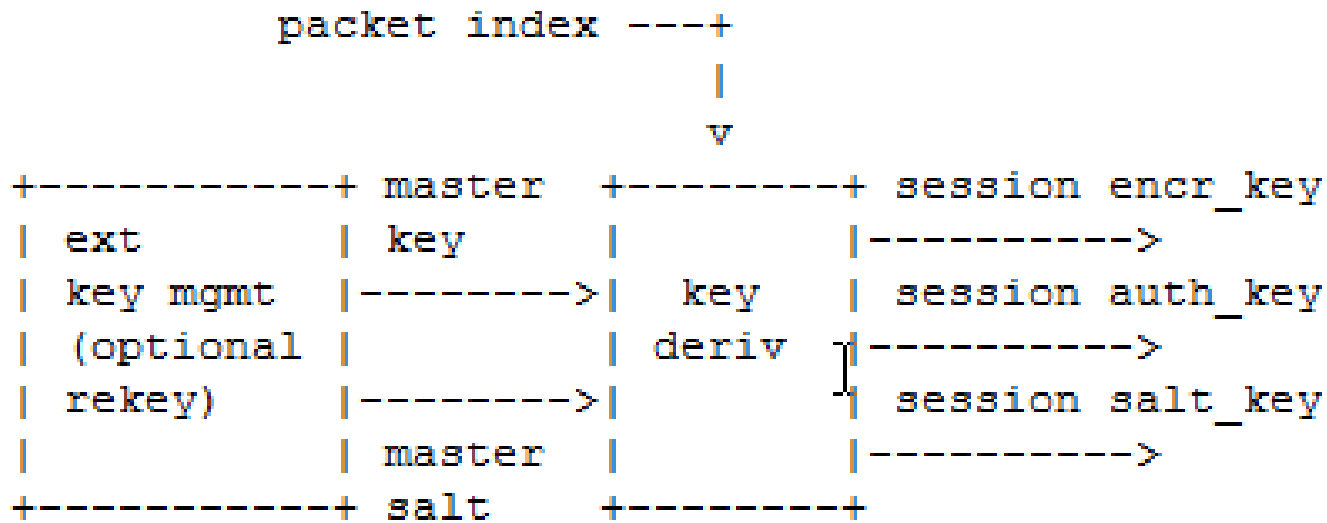 packet index ---+
|
v
+------------+ master +--------+ session encr_key
| ext | key | |---------->
| key mgmt |-------->| key | session auth_key
| (optional | | deriv |---------->
| rekey) |-------->| | session salt_key
| | master | |---------->
+------------+ salt +--------+